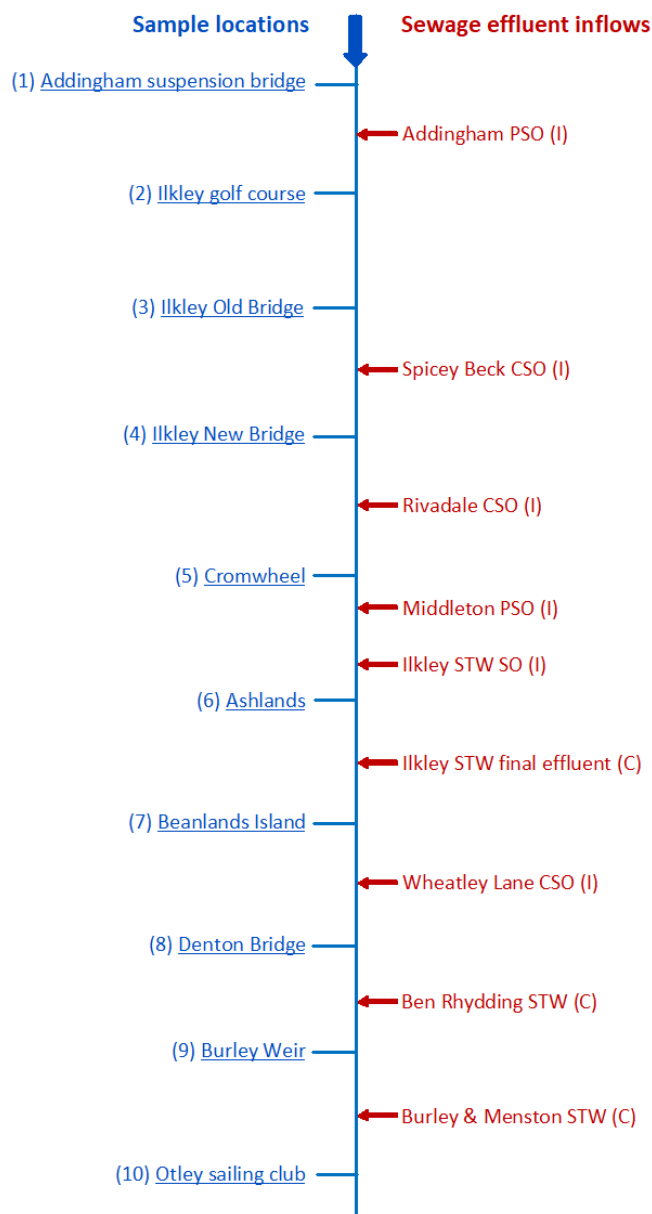 Sample locations
Sewage effluent inflows
(1) Addingham suspension bridge
Addingham PSO (I)
(2) Ilkley golf course
(3) Ilkley Old Bridge
Spicey Beck CSO (I)
(4) Ilkley New Bridge
Rivadale CSO (I)
(5) Cromwheel
Middleton PSO (I)
Ilkley STW SO (I)
(6) Ashlands
Ilkley STW final effluent (C)
(7) Beanlands Island
Wheatley Lane CSO (I)
(8) Denton Bridge
Ben Rhydding STW (C)
(9) Burley Weir
Burley & Menston STW (C)
(10) Otley sailing club